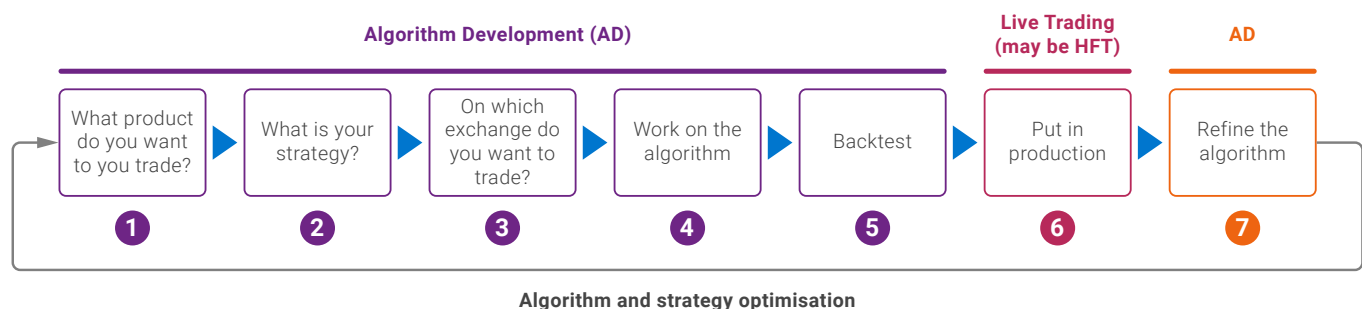 Algorithm Development (AD)
Live Trading
(may be HFT)
AD
What product
do you want
to you trade?
What is your
strategy?
On which
exchange do
you want to
trade?
Work on the
algorithm
Backtest
Put in
production
Refine the
algorithm
1
2
3
4
5
6
7
Algorithm and strategy optimisation